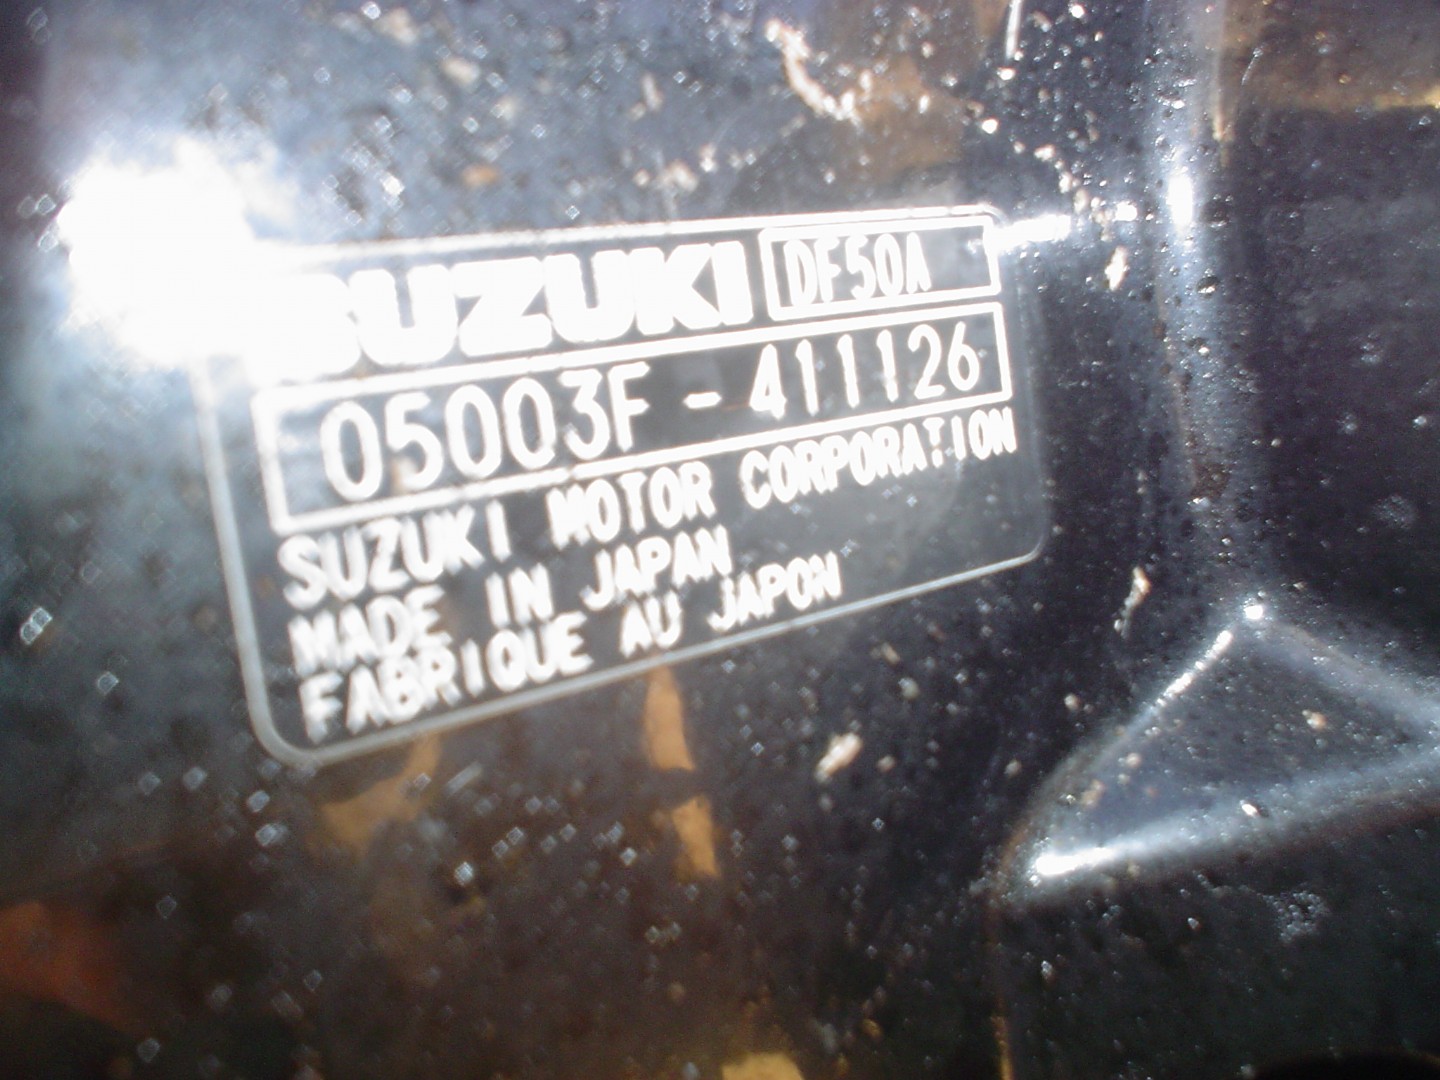 SUZUKI DF50A
05003F-411126
SUZUKI MOTOR CORPORATION
MADE IN JAPAN
FABRIQUE AU JAPON